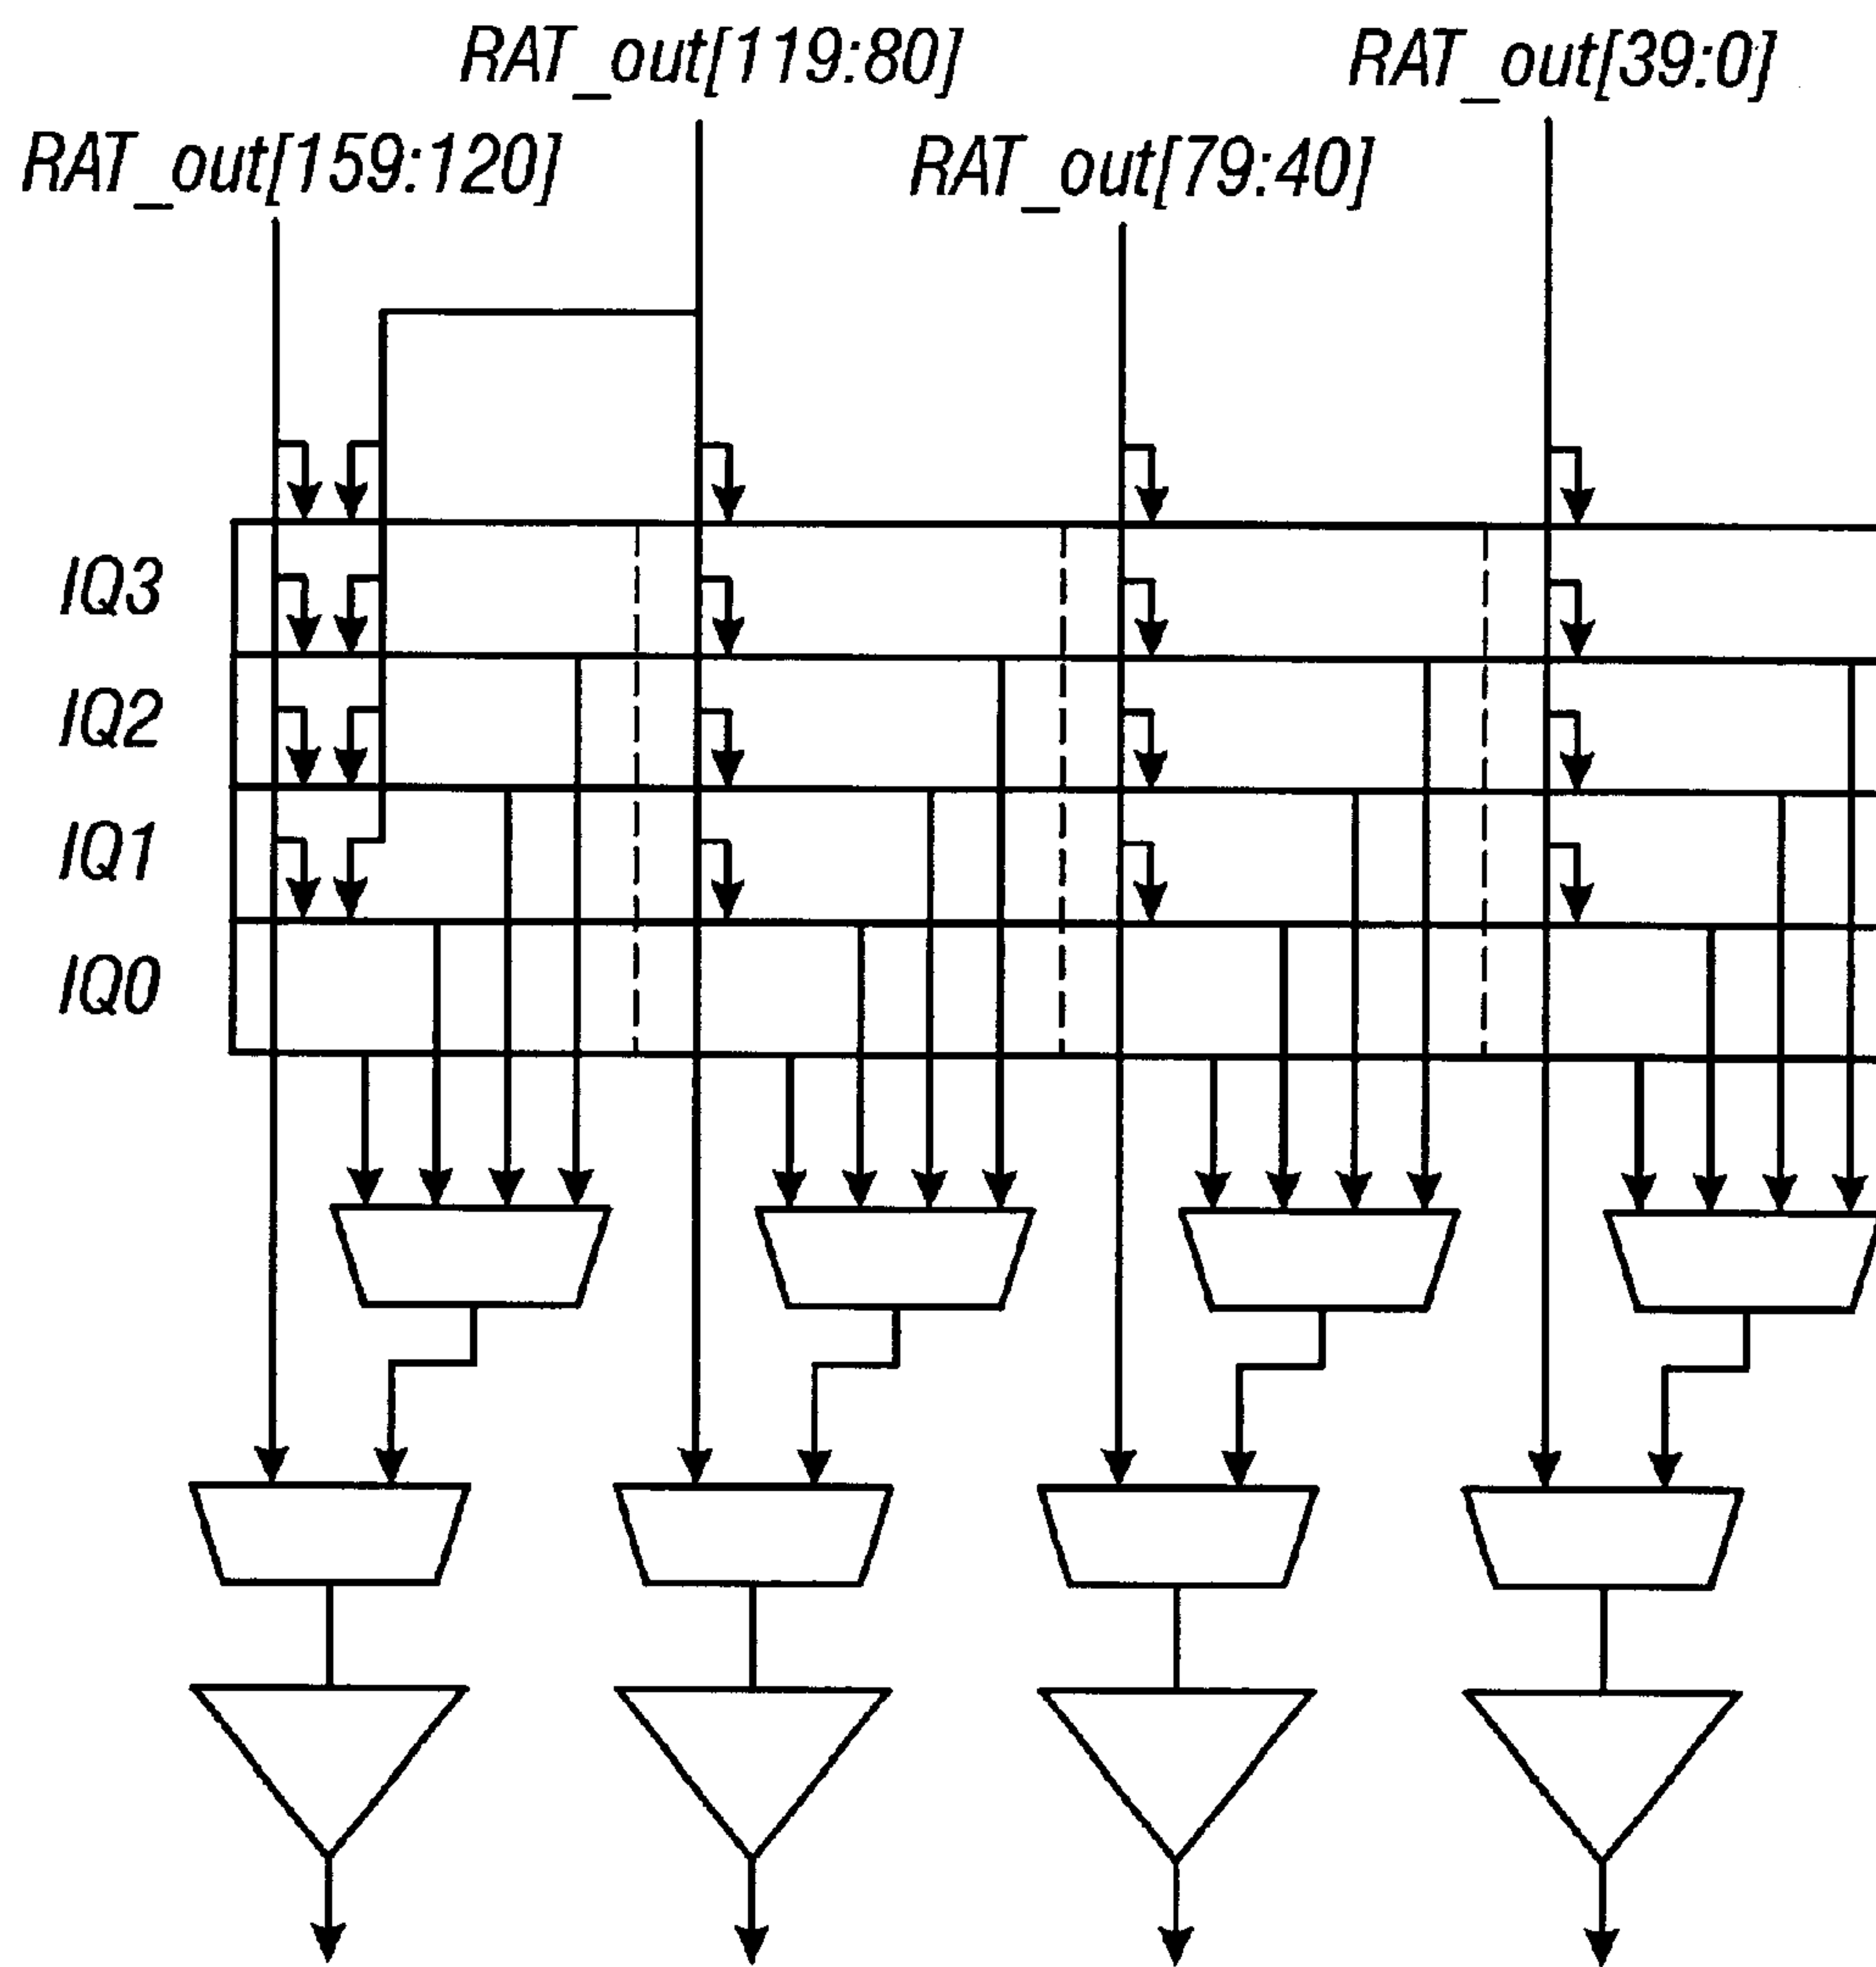 RAT_out[119:80]
RAT_out[39:0]
RAT_out[159:120]
RAT_out[79:40]
IQ3
IQ2
IQ1
IQ0